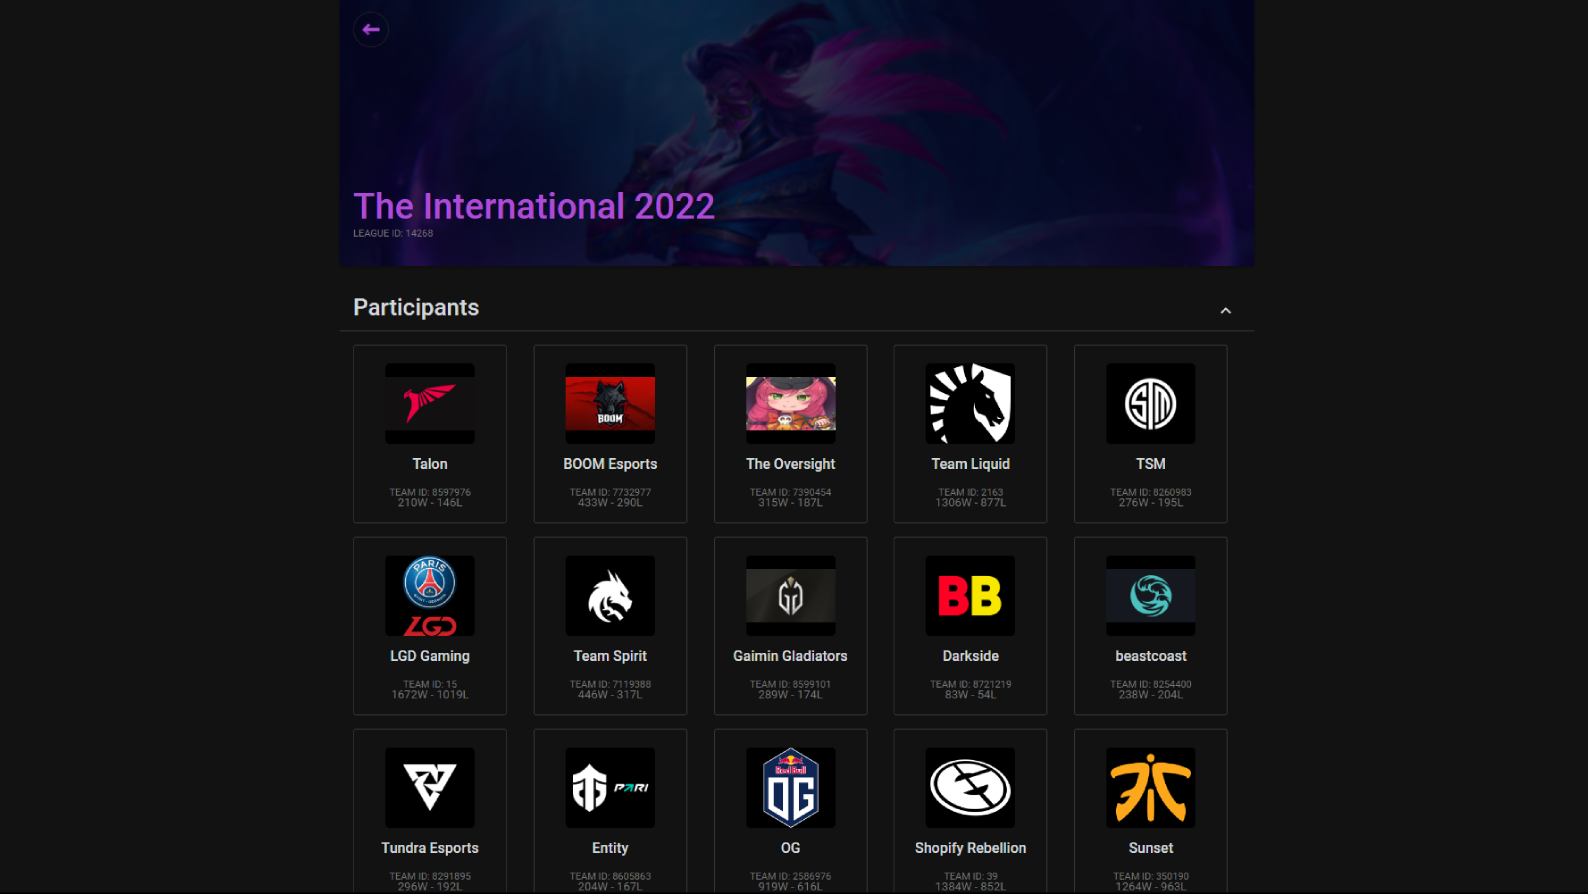 The International 2022
LEAGUE ID: 14268
Participants
Talon
TEAM ID: 8597976
210W - 146L
BOOM
BOOM Esports
TEAM ID: 7732977
433W - 290L
The Oversight
TEAM ID: 7390454
315W - 187L
Team Liquid
TEAM ID: 2163
1306W - 877L
TSM
TSM
TEAM ID: 8260983
276W - 195L
PARIS
LGD
LGD Gaming
TEAM ID: 15
1672W - 1019L
Team Spirit
TEAM ID: 7119388
446W - 317L
GG
Gaimin Gladiators
TEAM ID: 8599101
289W - 174L
BB
Darkside
TEAM ID: 8721219
83W - 54L
beastcoast
TEAM ID: 8254400
238W - 204L
Tundra Esports
TEAM ID: 8291895
296W - 192L
PARI
Entity
TEAM ID: 8605863
204W - 167L
Red Bull
OG
OG
TEAM ID: 2586976
919W - 616L
Shopify Rebellion
TEAM ID: 39
1384W - 852L
Sunset
TEAM ID: 350190
1264W - 963L